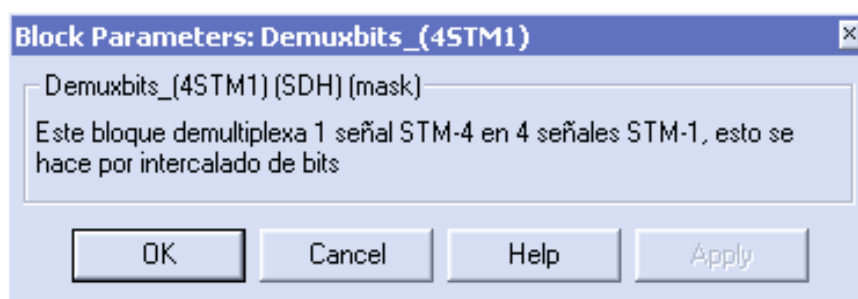 Block Parameters: Demuxbits_(4STM1)
Demuxbits_(4STM1) (SDH) (mask)
Este bloque demultiplexa 1 señal STM-4 en 4 señales STM-1, esto se
hace por intercalado de bits
OK Cancel Help Apply